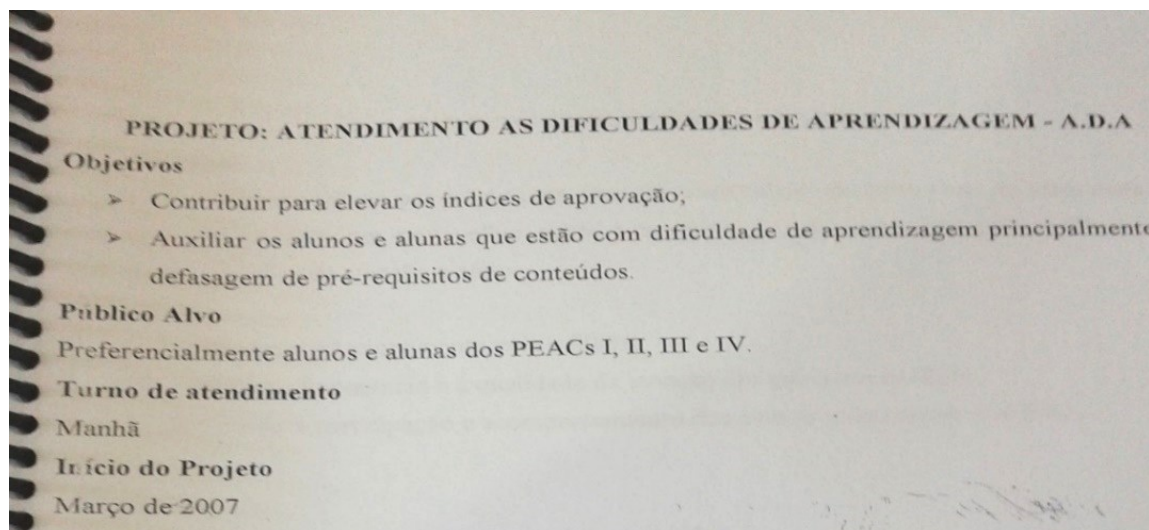 PROJETO: ATENDIMENTO AS DIFICULDADES DE APRENDIZAGEM - A.D.A
Objetivos
➢ Contribuir para elevar os índices de aprovação;
➢ Auxiliar os alunos e alunas que estão com dificuldade de aprendizagem principalmente
defasagem de pré-requisitos de conteúdos.
Público Alvo
Preferencialmente alunos e alunas dos PEACs I, II, III e IV.
Turno de atendimento
Manhã
Início do Projeto
Março de 2007